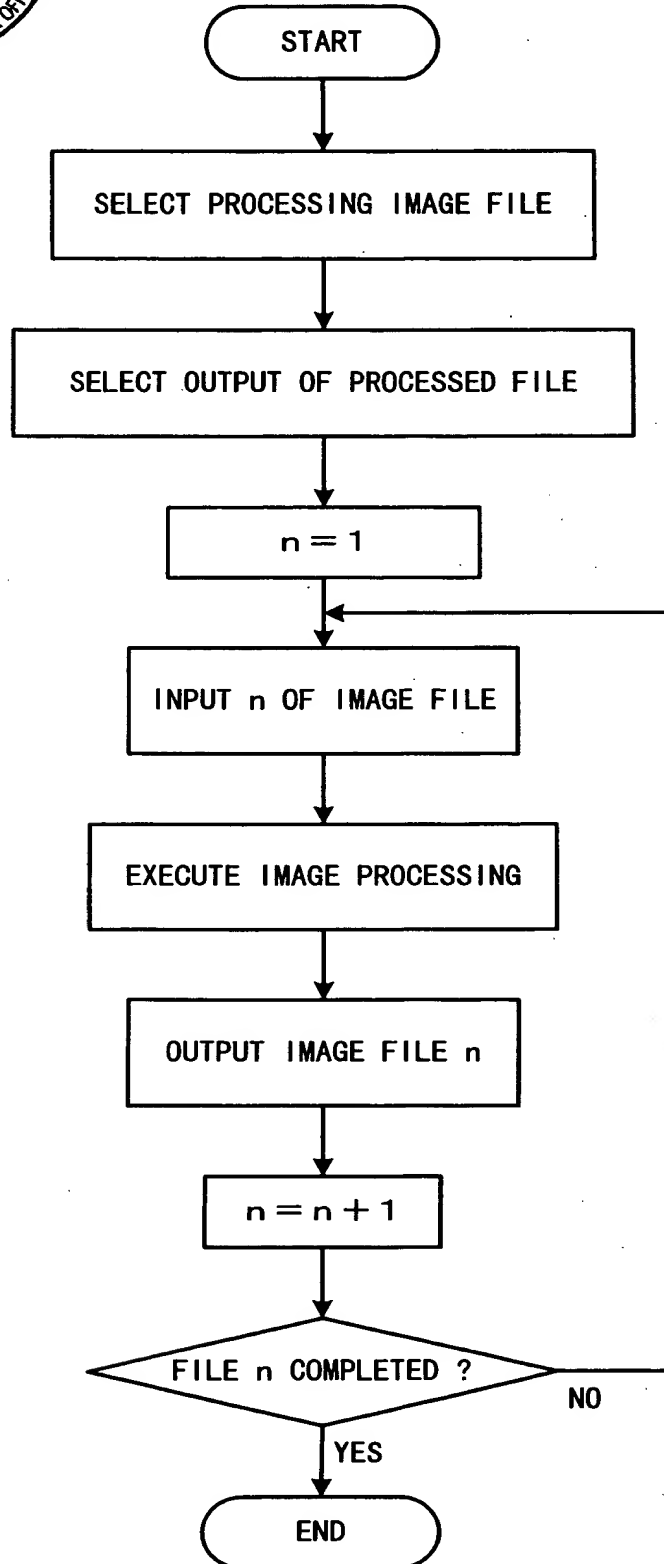 START
SELECT PROCESSING IMAGE FILE
SELECT OUTPUT OF PROCESSED FILE
n = 1
INPUT n OF IMAGE FILE
EXECUTE IMAGE PROCESSING
OUTPUT IMAGE FILE n
n = n + 1
FILE n COMPLETED ?
NO
YES
END